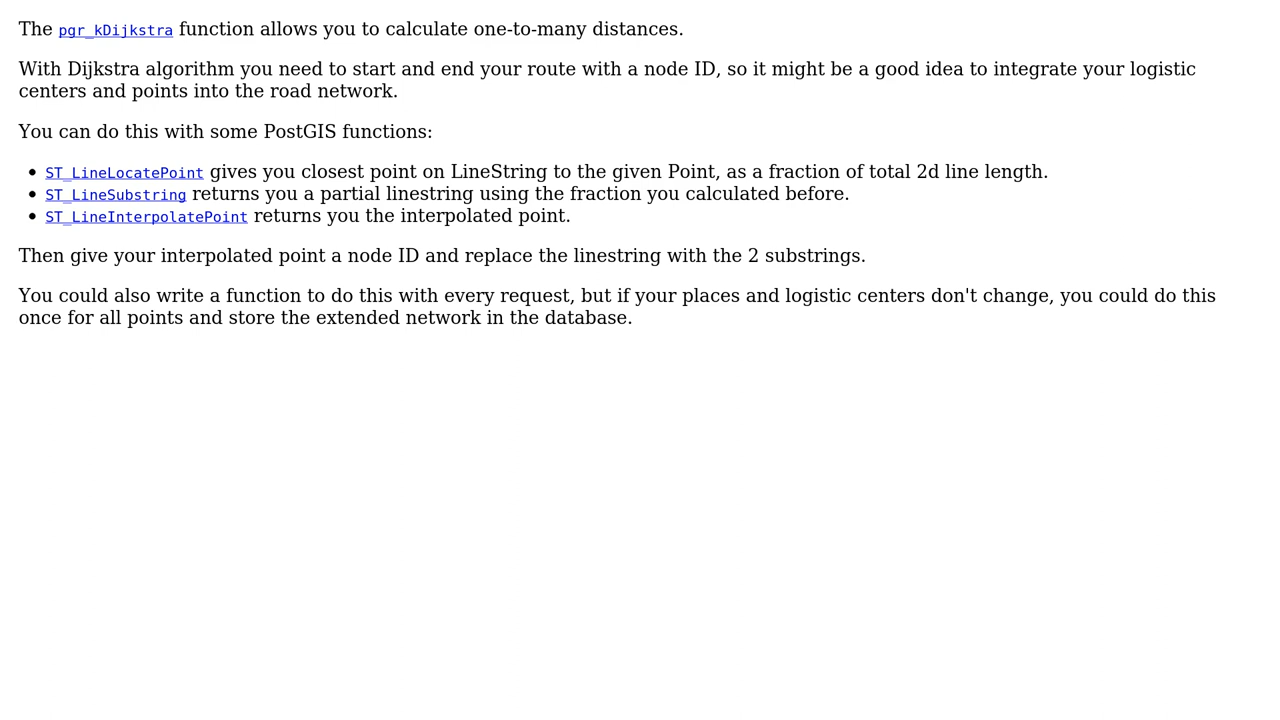 The pgr_kDijkstra function allows you to calculate one-to-many distances.
With Dijkstra algorithm you need to start and end your route with a node ID, so it might be a good idea to integrate your logistic
centers and points into the road network.
You can do this with some PostGIS functions:
• ST_LineLocatePoint gives you closest point on LineString to the given Point, as a fraction of total 2d line length.
• ST_LineSubstring returns you a partial linestring using the fraction you calculated before.
• ST_LineInterpolatePoint returns you the interpolated point.
Then give your interpolated point a node ID and replace the linestring with the 2 substrings.
You could also write a function to do this with every request, but if your places and logistic centers don't change, you could do this
once for all points and store the extended network in the database.